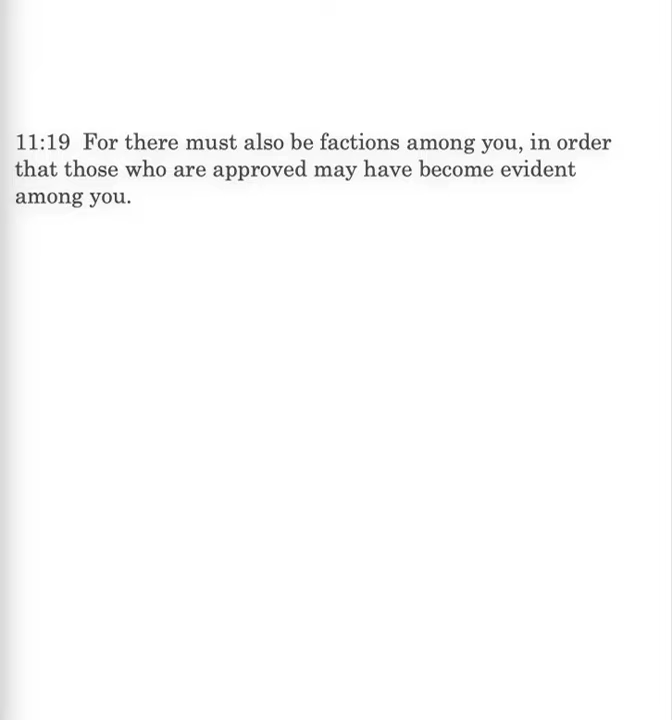 11:19 For there must also be factions among you, in order
that those who are approved may have become evident
among you.